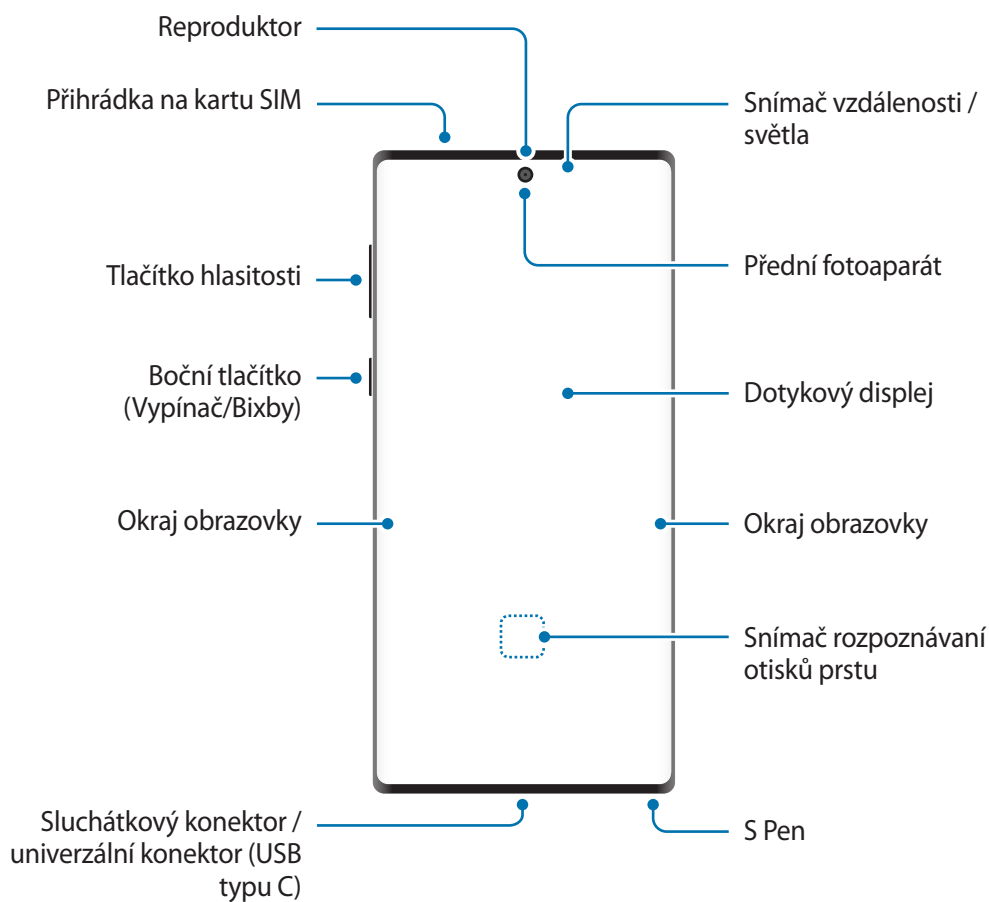 Reproduktor
Přihrádka na kartu SIM
Tlačítko hlasitosti
Boční tlačítko
(Vypínač/Bixby)
Okraj obrazovky
Sluchátkový konektor /
univerzální konektor (USB
typu C)
Snímač vzdálenosti /
světla
Přední fotoaparát
Dotykový displej
Okraj obrazovky
Snímač rozpoznávaní
otisků prstu
S Pen